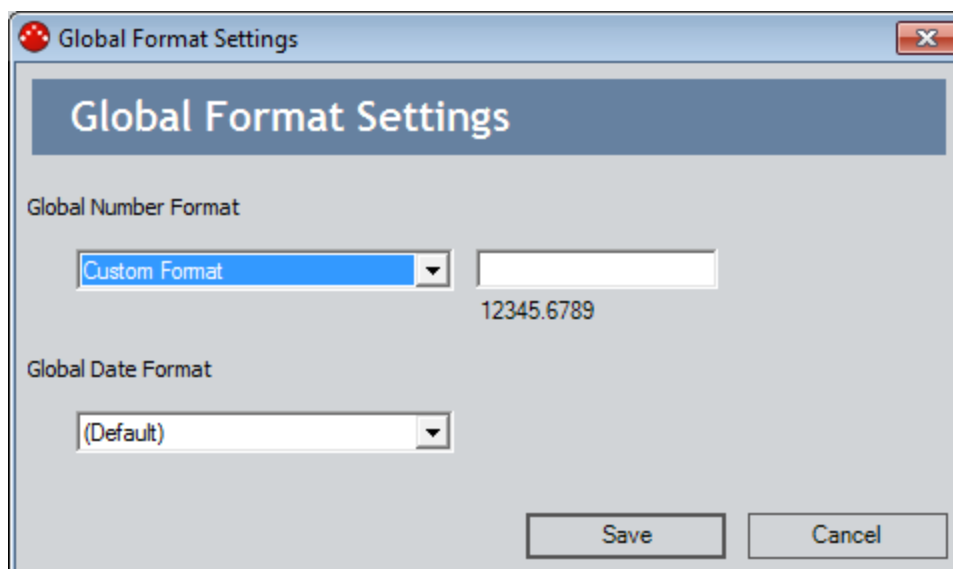 Global Format Settings
Global Format Settings
Global Number Format
Custom Format
12345.6789
Global Date Format
(Default)
Save Cancel